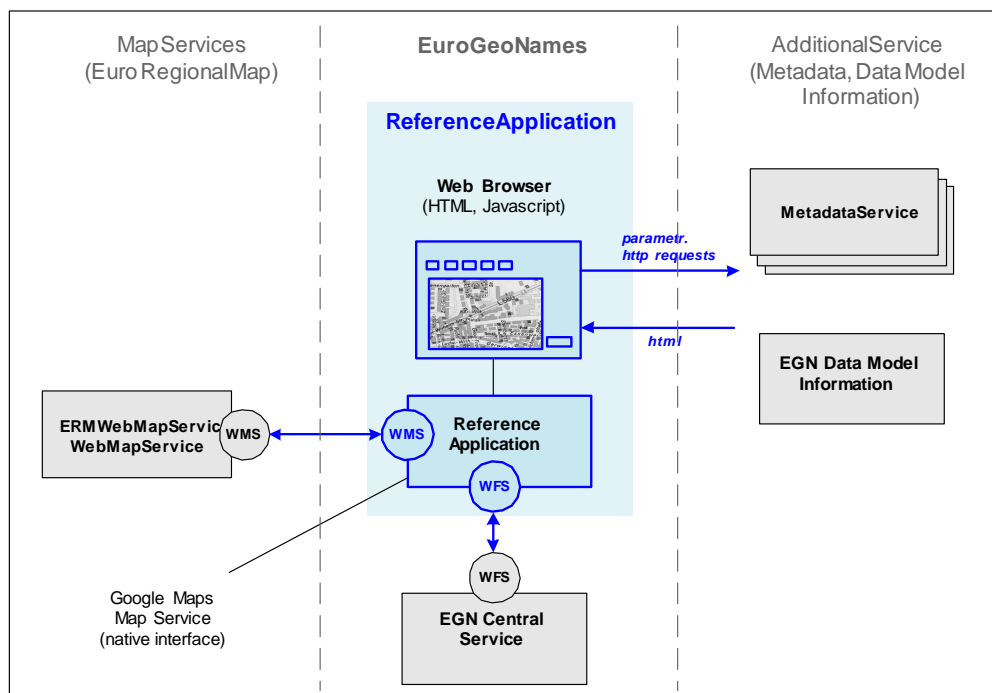 MapServices
(Euro RegionalMap)
EuroGeoNames
AdditionalService
(Metadata, Data Model
Information)
ReferenceApplication
Web Browser
(HTML, Javascript)
MetadataService
parametr.
http requests
html
EGN Data Model
Information
ERMWebMapServic
WebMapService
WMS
WMS
Reference
Application
WFS
WFS
Google Maps
Map Service
(native interface)
EGN Central
Service